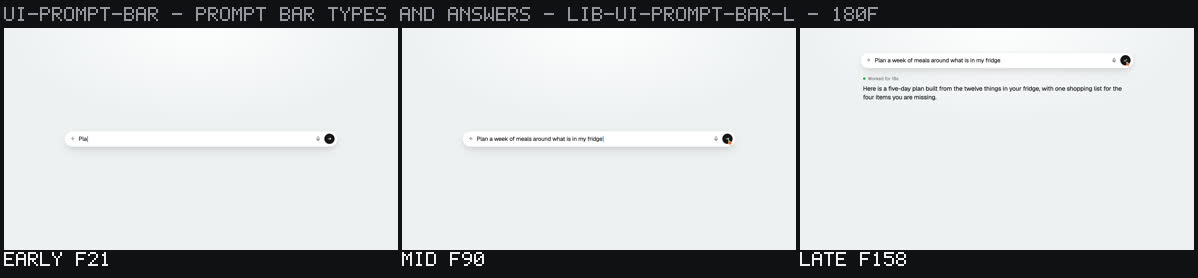 UI-PROMPT-BAR - PROMPT BAR TYPES AND ANSWERS - LIB-UI-PROMPT-BAR-L - 180F
Pla
Plan a week of meals around what is in my fridge
Plan a week of meals around what is in my fridge
Worked for 18s
Here is a five-day plan built from the twelve things in your fridge, with one shopping list for the
four items you are missing.
EARLY F21
MID F90
LATE F158